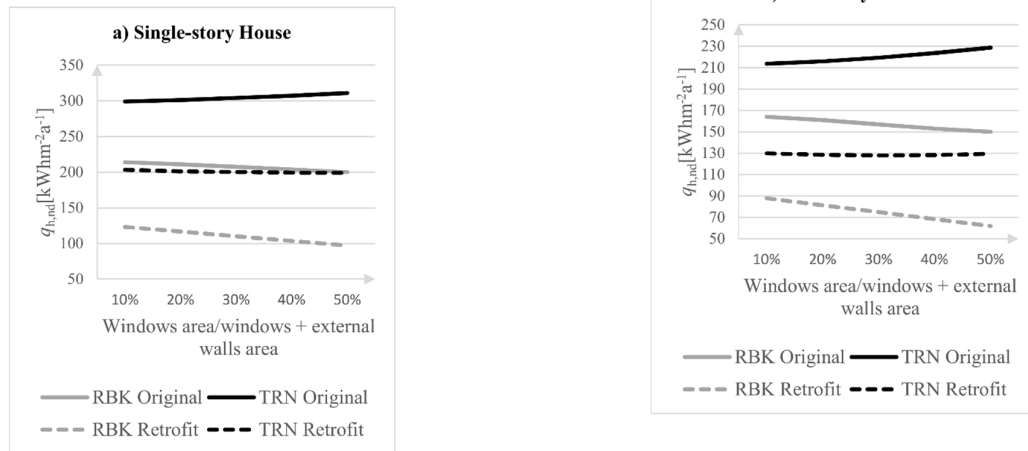 a) Single-story House
350
300
250
200
150
100
50
q h,nd[kWhm-2a-1]
10% 20% 30% 40% 50%
Windows area/windows + external
walls area
RBK Original TRN Original
RBK Retrofit TRN Retrofit
250
230
210
190
170
150
130
110
90
70
50
q h,nd[kWhm-2a-1]
10% 20% 30% 40% 50%
Windows area/windows + external
walls area
RBK Original TRN Original
RBK Retrofit TRN Retrofit